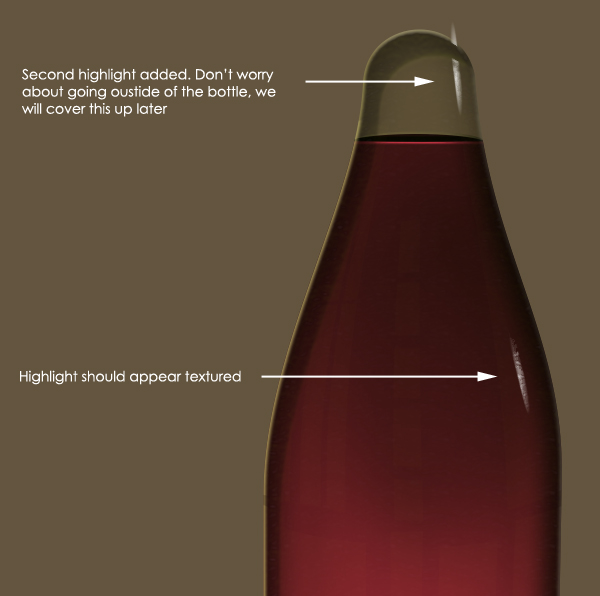 Second highlight added. Don't worry
about going oustide of the bottle, we
will cover this up later
Highlight should appear textured